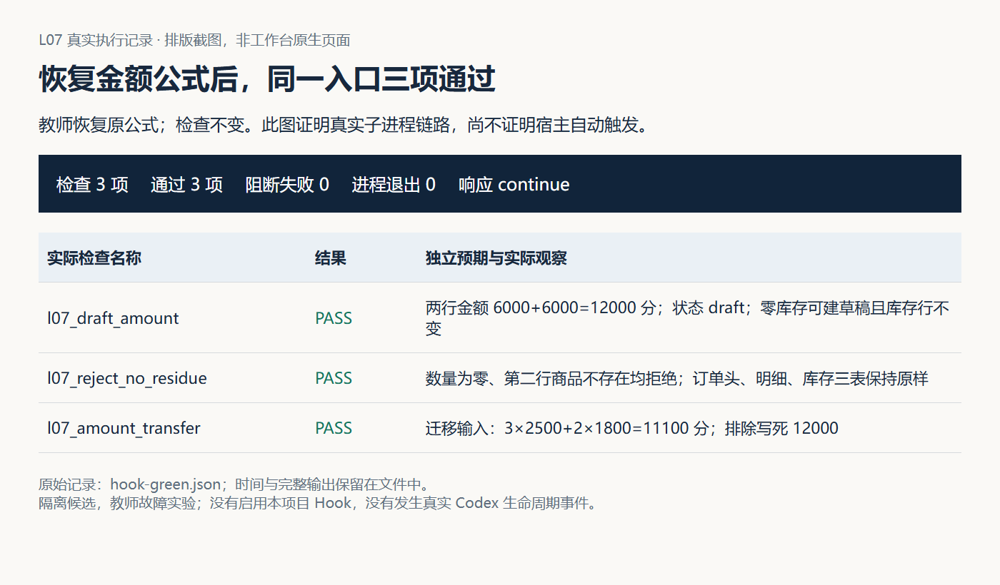 L07 真实执行记录 · 排版截图，非工作台原生页面
恢复金额公式后，同一入口三项通过
教师恢复原公式；检查不变。此图证明真实子进程链路，尚不证明宿主自动触发。
检查 3 项 通过 3 项 阻断失败 0 进程退出 0 响应 continue
实际检查名称 结果 独立预期与实际观察
l07_draft_amount PASS 两行金额 6000+6000=12000 分；状态 draft；零库存可建草稿且库存行不
变
l07_reject_no_residue PASS 数量为零、第二行商品不存在均拒绝；订单头、明细、库存三表保持原样
l07_amount_transfer PASS 迁移输入：3×2500+2×1800=11100 分；排除写死 12000
原始记录：hook-green.json；时间与完整输出保留在文件中。
隔离候选，教师故障实验；没有启用本项目 Hook，没有发生真实 Codex 生命周期事件。